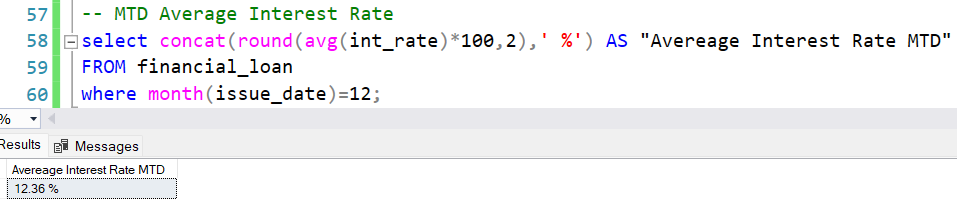 57 -- MTD Average Interest Rate
58 select concat(round(avg(int_rate)*100,2),' %') AS "Avereage Interest Rate MTD"
59 FROM financial_loan
60 where month(issue_date)=12;
%
Results Messages
Avereage Interest Rate MTD
12.36 %